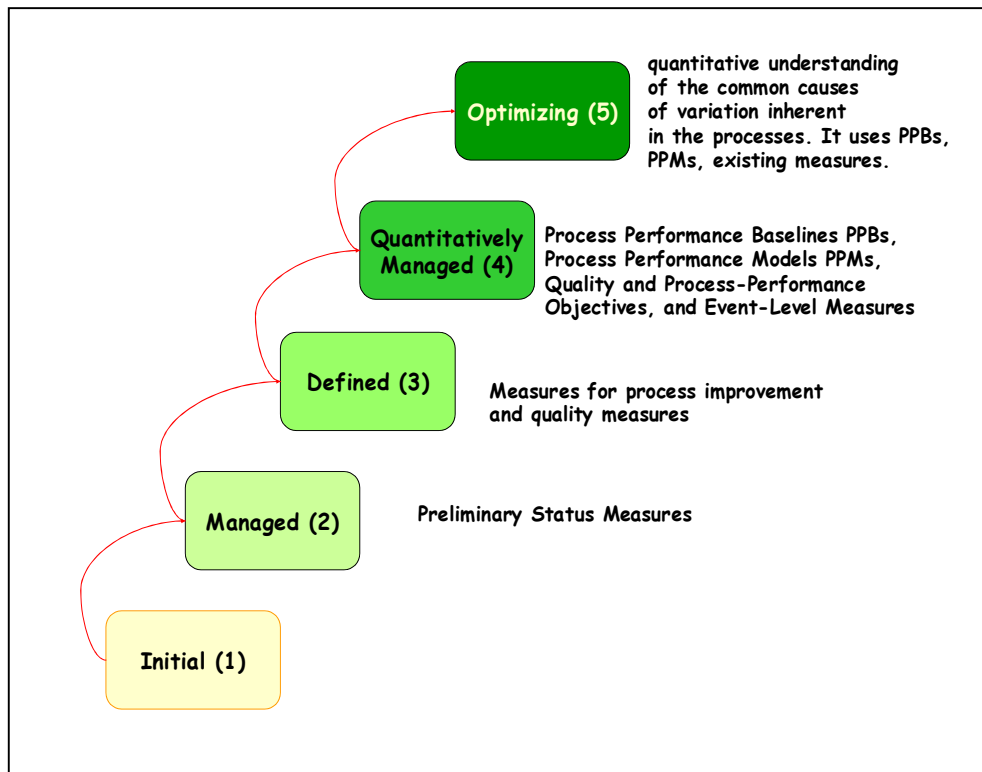 Optimizing (5)
quantitative understanding
of the common causes
of variation inherent
in the processes. It uses PPBs,
PPMs, existing measures.
Quantitatively
Managed (4)
Process Performance Baselines PPBs,
Process Performance Models PPMs,
Quality and Process-Performance
Objectives, and Event-Level Measures
Defined (3)
Measures for process improvement
and quality measures
Managed (2)
Preliminary Status Measures
Initial (1)